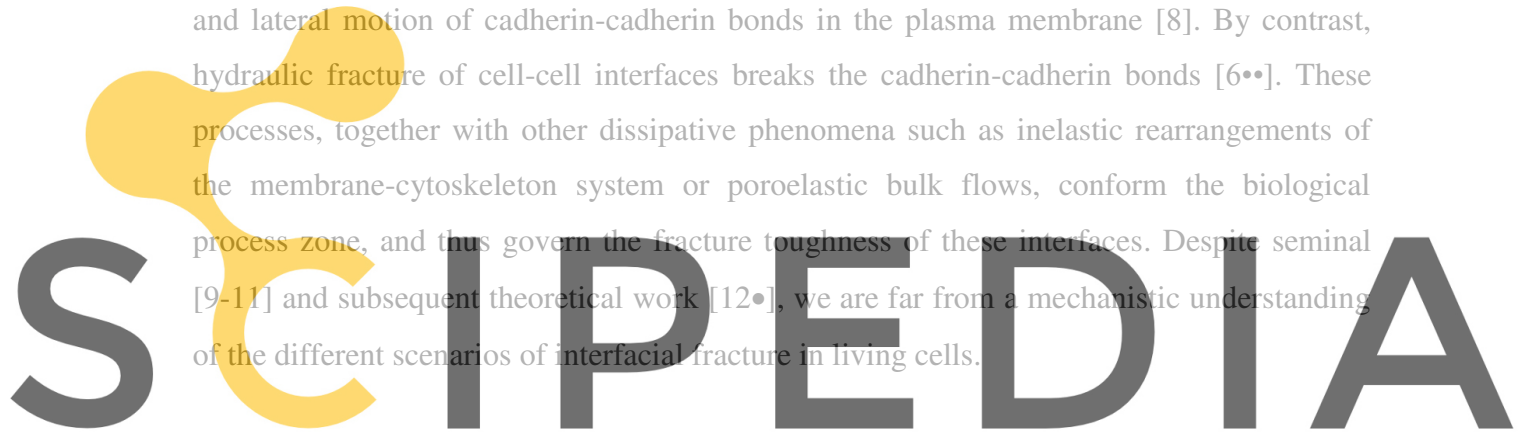 and lateral motion of cadherin-cadherin bonds in the plasma membrane [8]. By contrast,
hydraulic fracture of cell-cell interfaces breaks the cadherin-cadherin bonds [6••]. These
processes, together with other dissipative phenomena such as inelastic rearrangements of
the membrane-cytoskeleton system or poroelastic bulk flows, conform the biological
process zone, and thus govern the fracture toughness of these interfaces. Despite seminal
[9-11] and subsequent theoretical work [12•], we are far from a mechanistic understanding
of the different scenarios of interfacial fracture in living cells.
SCIPEDIA